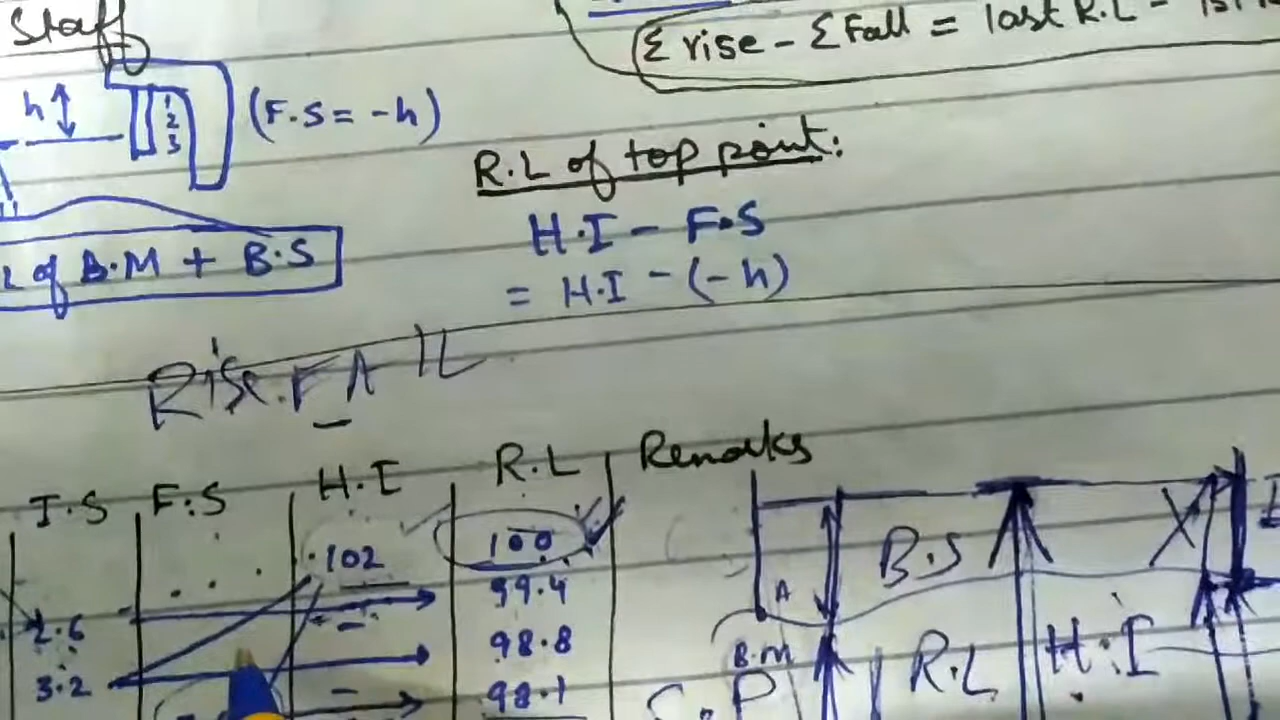 Staff
Σ rise - Σ Fall = last R.L -
h
1
2
3
(F.S = -h)
R.L of top point:
H.I - F.S
= H.I - (-h)
L of B.M + B.S
Rise.FALL
I.S F.S H.I R.L Remarks
102 100
99.4
2.6 - 98.8
3.2 - 98.1
B.S
A
B.M
R.L
H.I